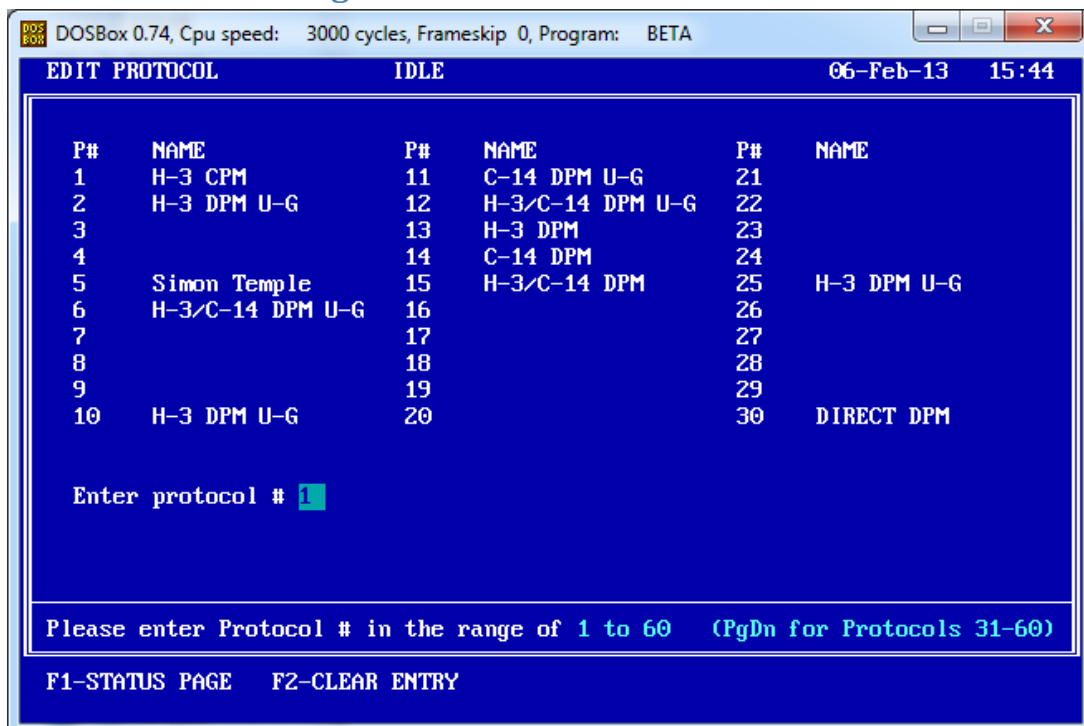 DOSBox 0.74, Cpu speed: 3000 cycles, Frameskip 0, Program: BETA
EDIT PROTOCOL IDLE 06-Feb-13 15:44
P# NAME P# NAME P# NAME
1 H-3 CPM 11 C-14 DPM U-G 21
2 H-3 DPM U-G 12 H-3/C-14 DPM U-G 22
3 13 H-3 DPM 23
4 14 C-14 DPM 24
5 Simon Temple 15 H-3/C-14 DPM 25 H-3 DPM U-G
6 H-3/C-14 DPM U-G 16 26
7 17 27
8 18 28
9 19 29
10 H-3 DPM U-G 20 30 DIRECT DPM
Enter protocol # 1
Please enter Protocol # in the range of 1 to 60 (PgDn for Protocols 31-60)
F1-STATUS PAGE F2-CLEAR ENTRY